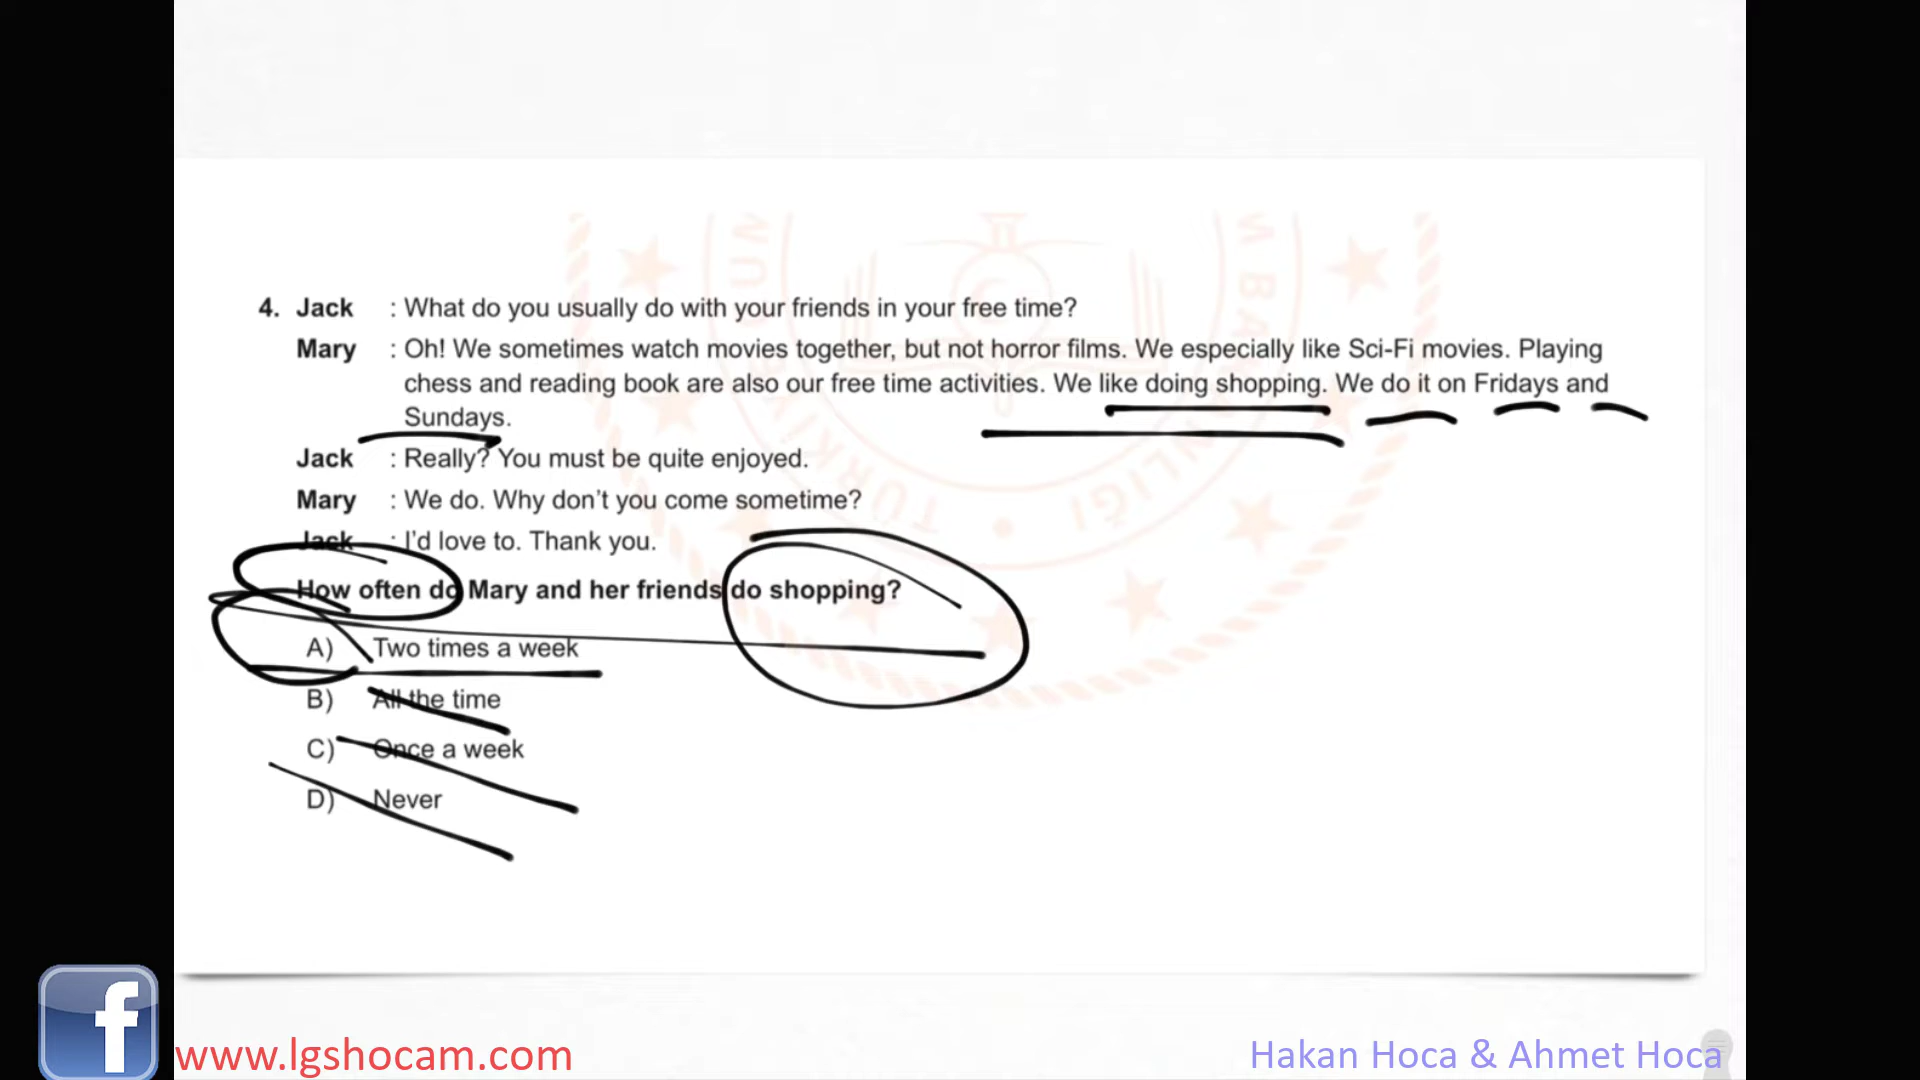 4. Jack : What do you usually do with your friends in your free time?
Mary : Oh! We sometimes watch movies together, but not horror films. We especially like Sci-Fi movies. Playing
chess and reading book are also our free time activities. We like doing shopping. We do it on Fridays and
Sundays.
Jack : Really? You must be quite enjoyed.
Mary : We do. Why don't you come sometime?
Jack : I'd love to. Thank you.
How often do Mary and her friends do shopping?
A) Two times a week
B) All the time
C) Once a week
D) Never
www.lgshocam.com
Hakan Hoca & Ahmet Hoca